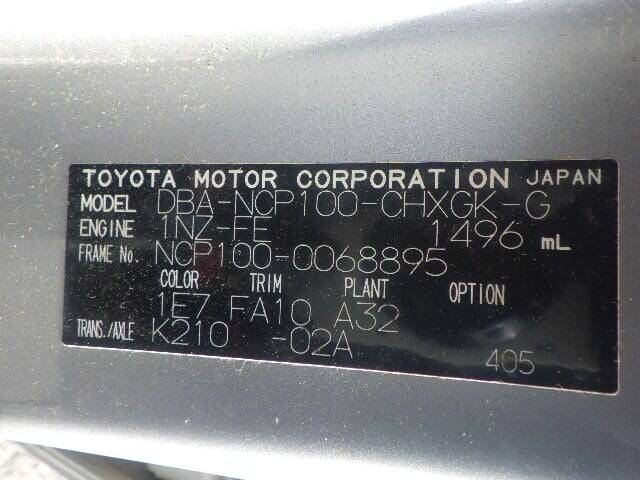 TOYOTA MOTOR CORPORATION JAPAN
MODEL DBA-NCP100-CHXGK-G
ENGINE 1NZ-FE 1496 mL
FRAME No. NCP100-0068895
COLOR TRIM PLANT OPTION
1E7 FA10 A32
TRANS./AXLE K210 -02A
405